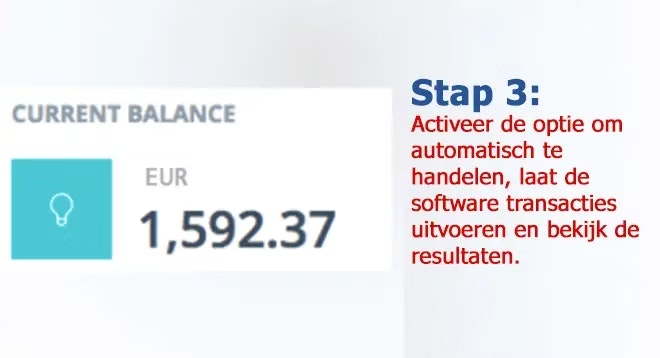 CURRENT BALANCE
EUR
1,592.37
Stap 3:
Activeer de optie om
automatisch te
handelen, laat de
software transacties
uitvoeren en bekijk de
resultaten.